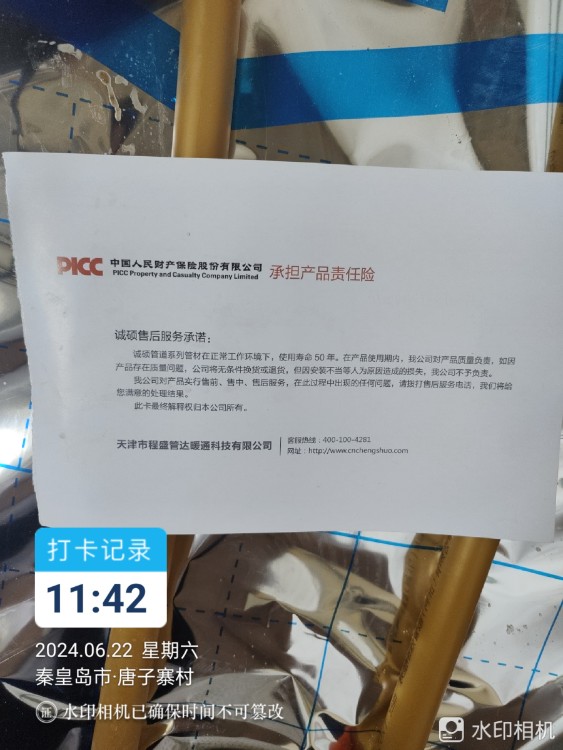 PICC 中国人民财产保险股份有限公司 承担产品责任险
PICC Property and Casualty Company Limited
诚硕售后服务承诺：
诚硕管道系列管材在正常工作环境下，使用寿命 50 年。在产品使用期内，我公司对产品质量负责，如因
产品存在质量问题，公司将无条件换货或退货。但因安装不当等人为原因造成的损失，我公司不予负责。
我公司对产品实行售前、售中、售后服务，在此过程中出现的任何问题，请拨打售后服务电话，我们将给
您满意的处理结果。
此卡最终解释权归本公司所有。
天津市程盛管达暖通科技有限公司
客服热线：400-100-4281
网址：http://www.cnchengshuo.com
打卡记录
11:42
2024.06.22 星期六
秦皇岛市·唐子寨村
证 水印相机已确保时间不可篡改
水印相机